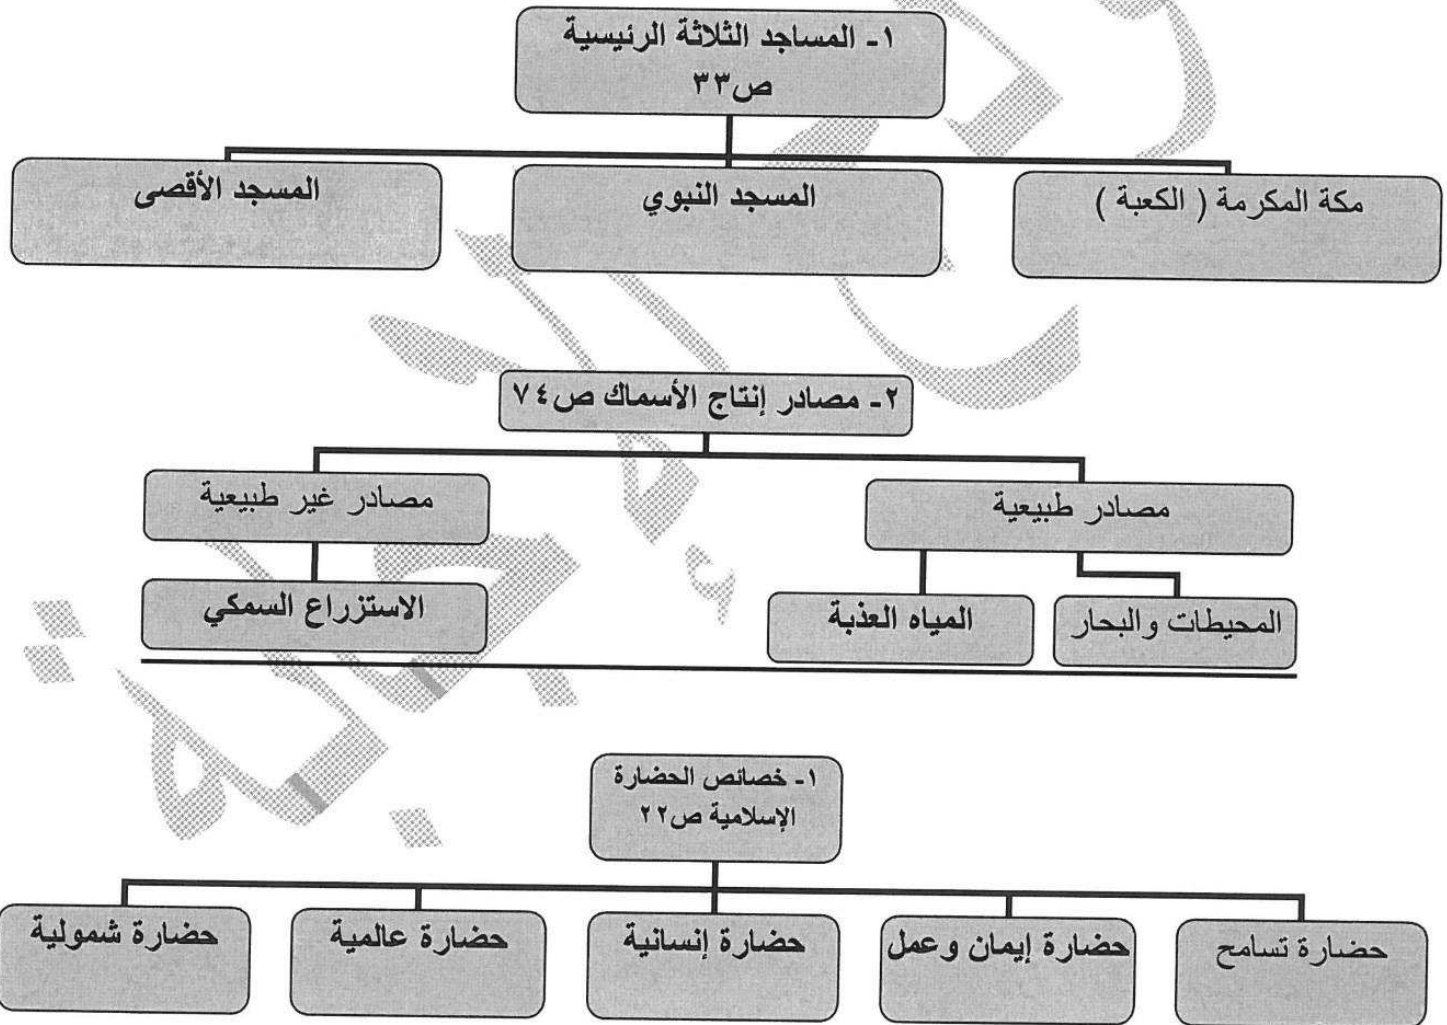 ١- المساجد الثلاثة الرئيسية
ص٣٣
مكة المكرمة ( الكعبة )
المسجد النبوي
المسجد الأقصى
٢- مصادر إنتاج الأسماك ص٧٤
مصادر طبيعية
مصادر غير طبيعية
المحيطات والبحار
المياه العذبة
الاستزراع السمكي
١- خصائص الحضارة
الإسلامية ص٢٢
حضارة تسامح
حضارة إيمان وعمل
حضارة إنسانية
حضارة عالمية
حضارة شمولية